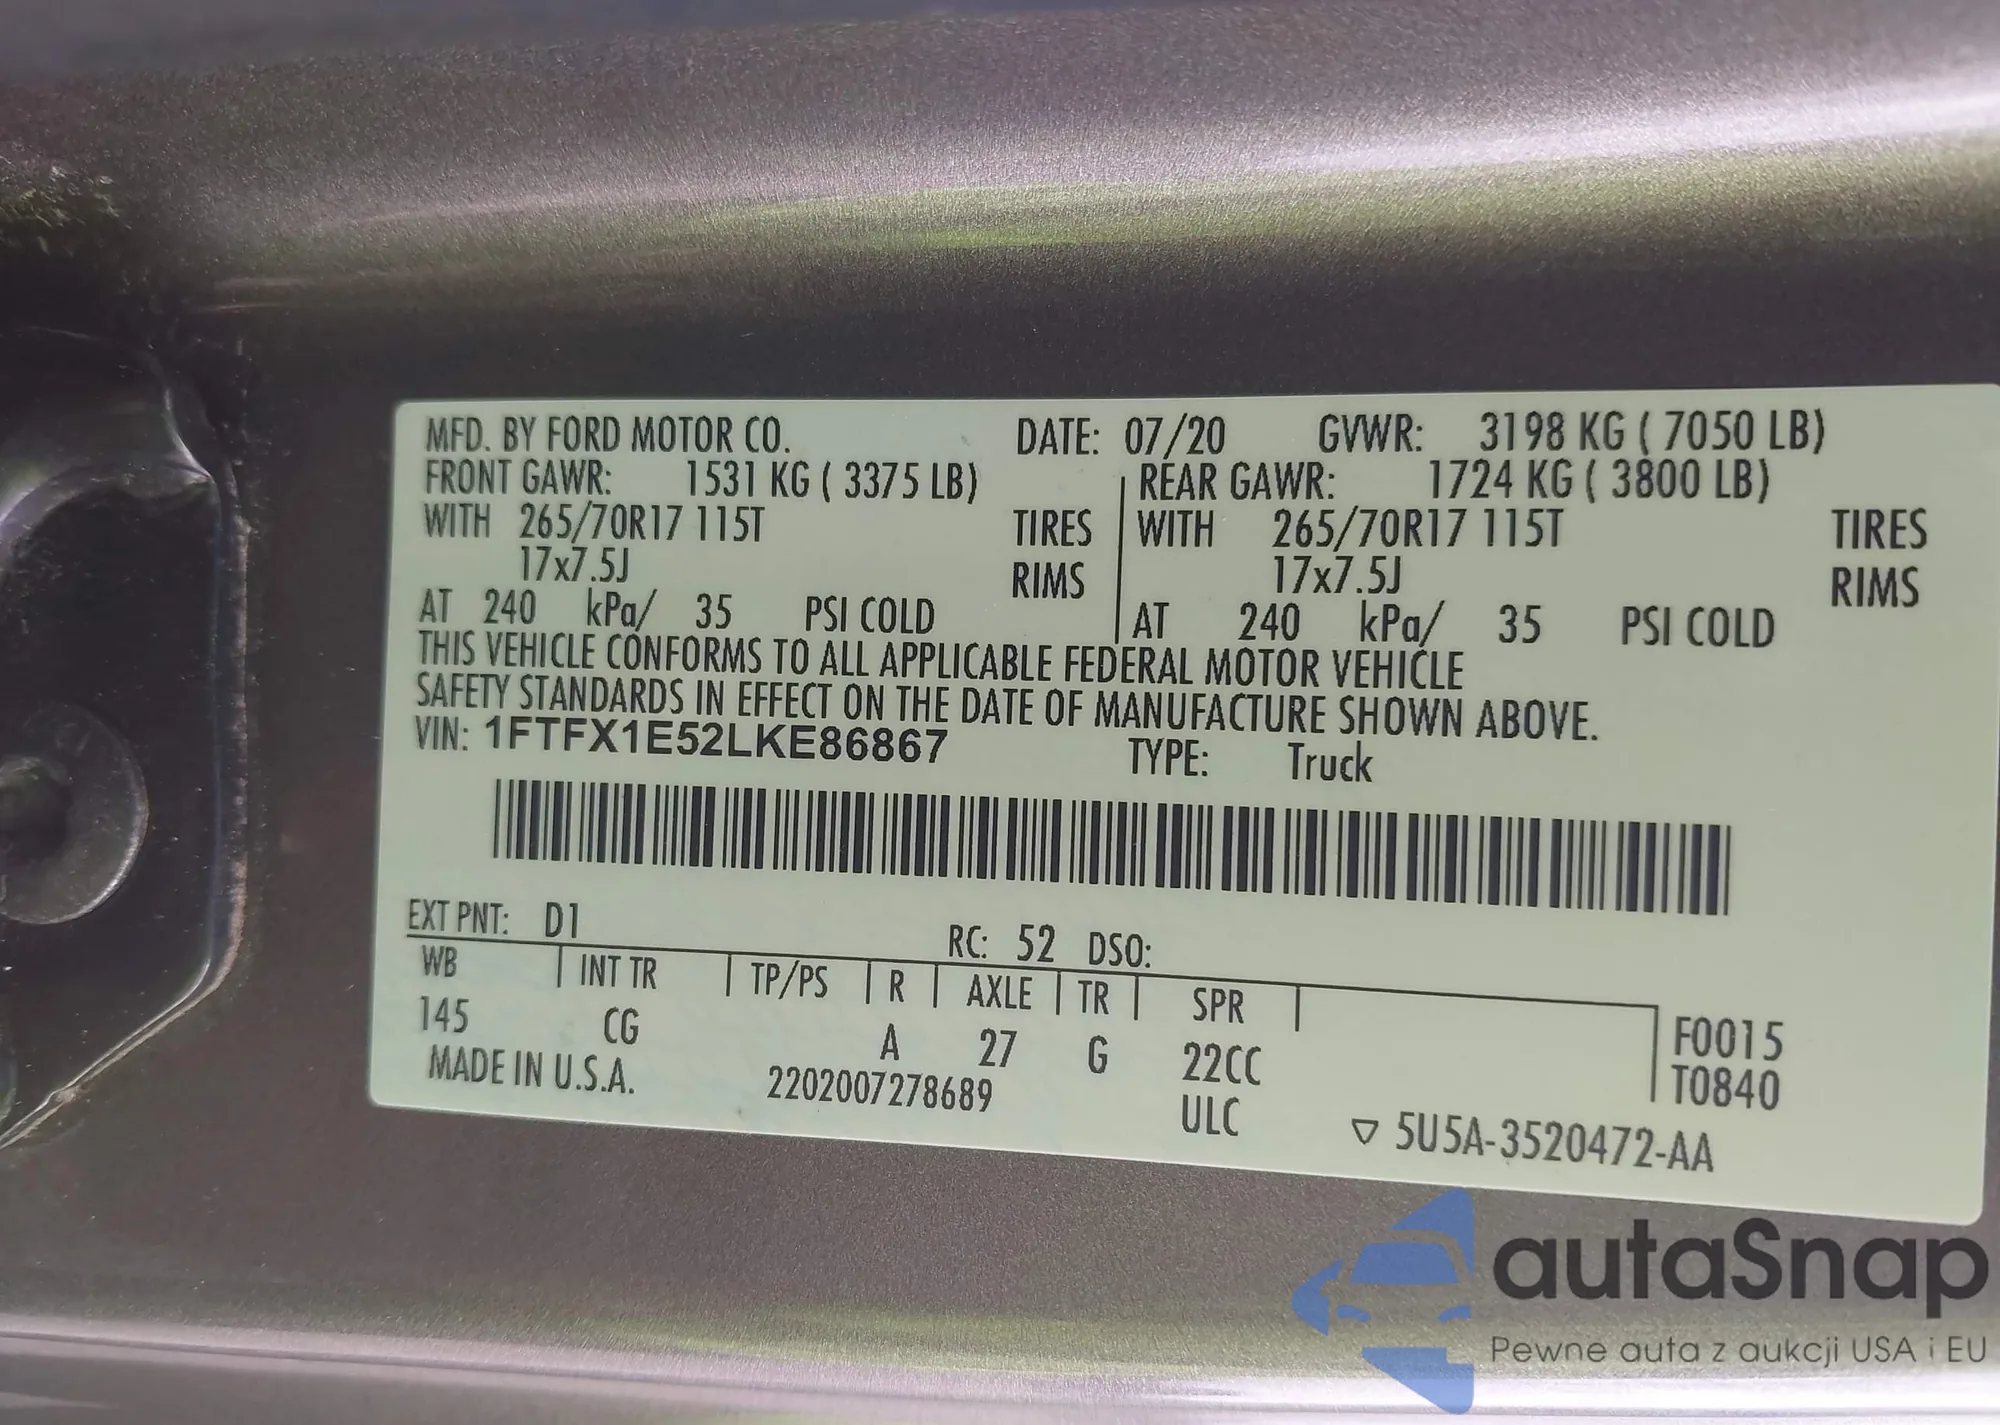 MFD. BY FORD MOTOR CO. DATE: 07/20 GVWR: 3198 KG ( 7050 LB)
FRONT GAWR: 1531 KG ( 3375 LB) REAR GAWR: 1724 KG ( 3800 LB)
WITH 265/70R17 115T TIRES WITH 265/70R17 115T TIRES
17x7.5J RIMS 17x7.5J RIMS
AT 240 kPa/ 35 PSI COLD AT 240 kPa/ 35 PSI COLD
THIS VEHICLE CONFORMS TO ALL APPLICABLE FEDERAL MOTOR VEHICLE
SAFETY STANDARDS IN EFFECT ON THE DATE OF MANUFACTURE SHOWN ABOVE.
VIN: 1FTFX1E52LKE86867 TYPE: Truck
EXT PNT: D1 RC: 52 DSO:
WB INT TR TP/PS R AXLE TR SPR F0015
145 CG A 27 G 22CC T0840
MADE IN U.S.A. 2202007278689 ULC ▽ 5U5A-3520472-AA
autaSnap
Pewne auta z aukcji USA i EU